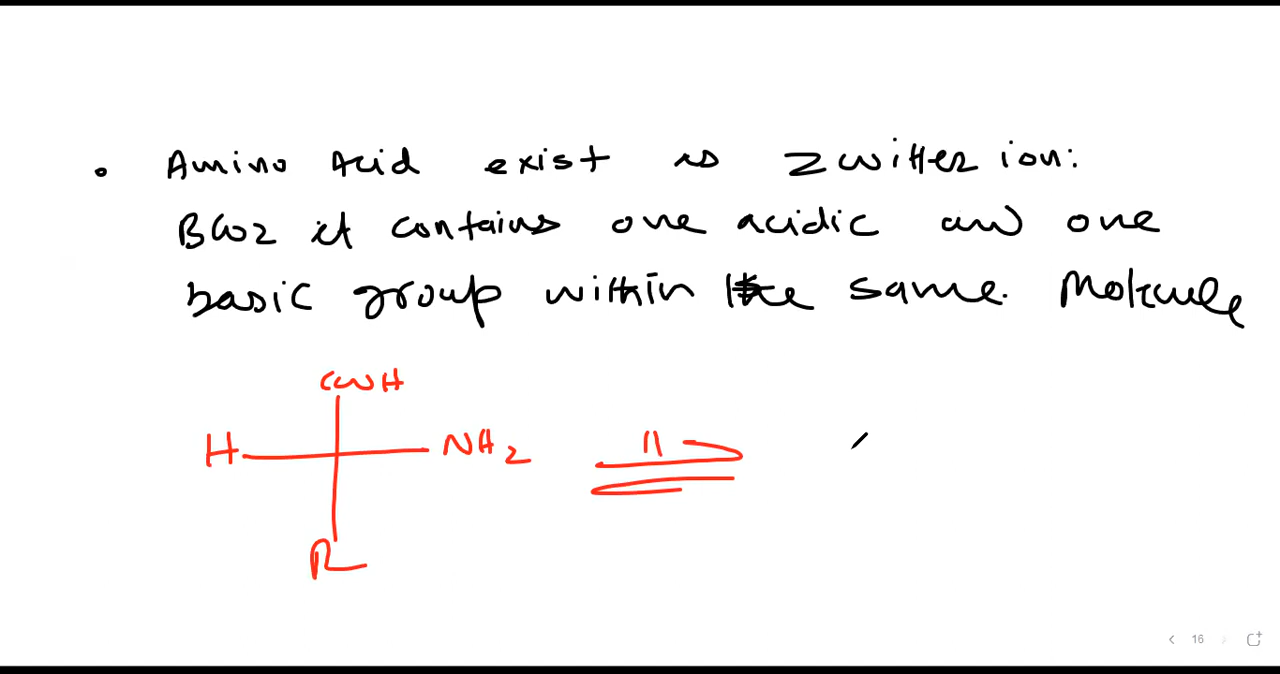 Amino Acid exist as Zwitter ion:
BCoz it contains one acidic and one
basic group within the same. Molecule
COOH
H NH2
R
16